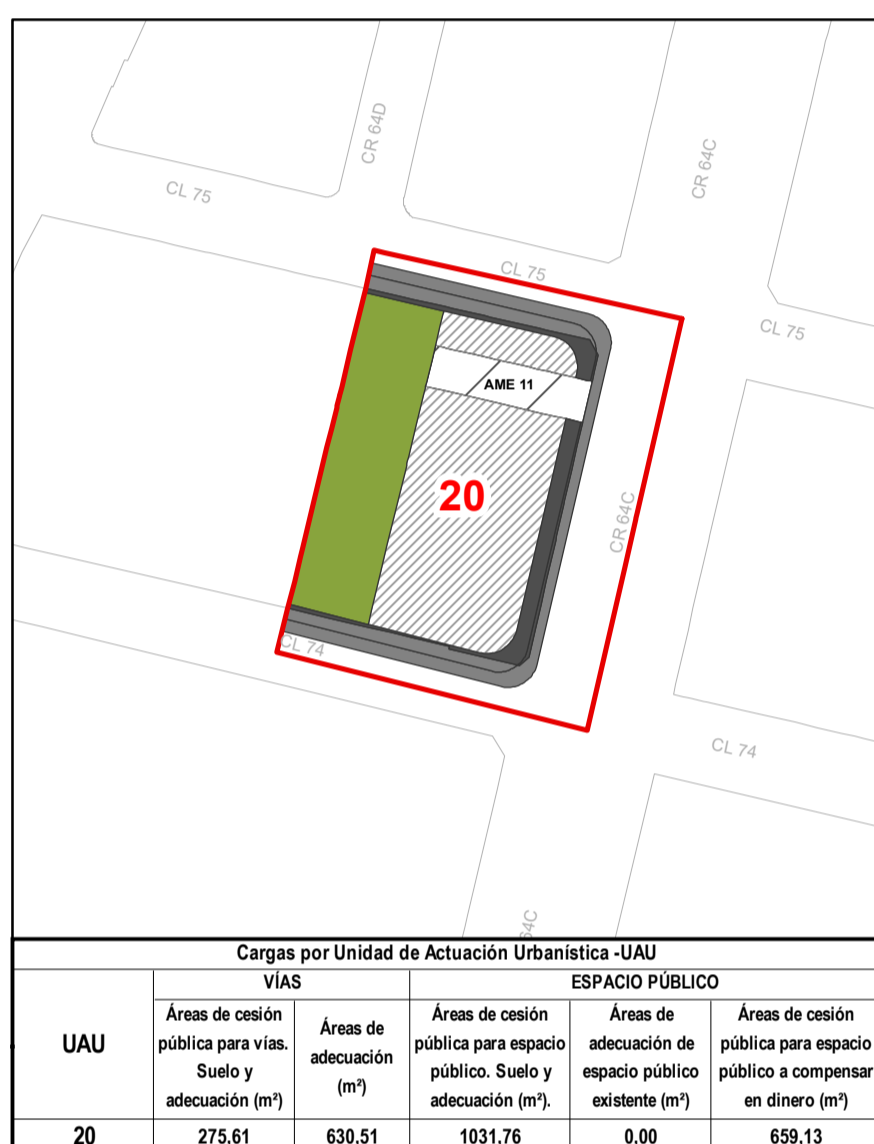 CR 64D
CR 64C
CL 75
CL 75
CL 75
AME 11
20
CR 64C
CL 74
CL 74
64C
Cargas por Unidad de Actuación Urbanística -UAU
VÍAS
ESPACIO PÚBLICO
UAU
Áreas de cesión
pública para vías.
Suelo y
adecuación (m²)
Áreas de
adecuación
(m²)
Áreas de cesión
pública para espacio
público. Suelo y
adecuación (m²).
Áreas de
adecuación de
espacio público
existente (m²)
Áreas de cesión
pública para espacio
público a compensar
en dinero (m²)
20
275.61
630.51
1031.76
0.00
659.13